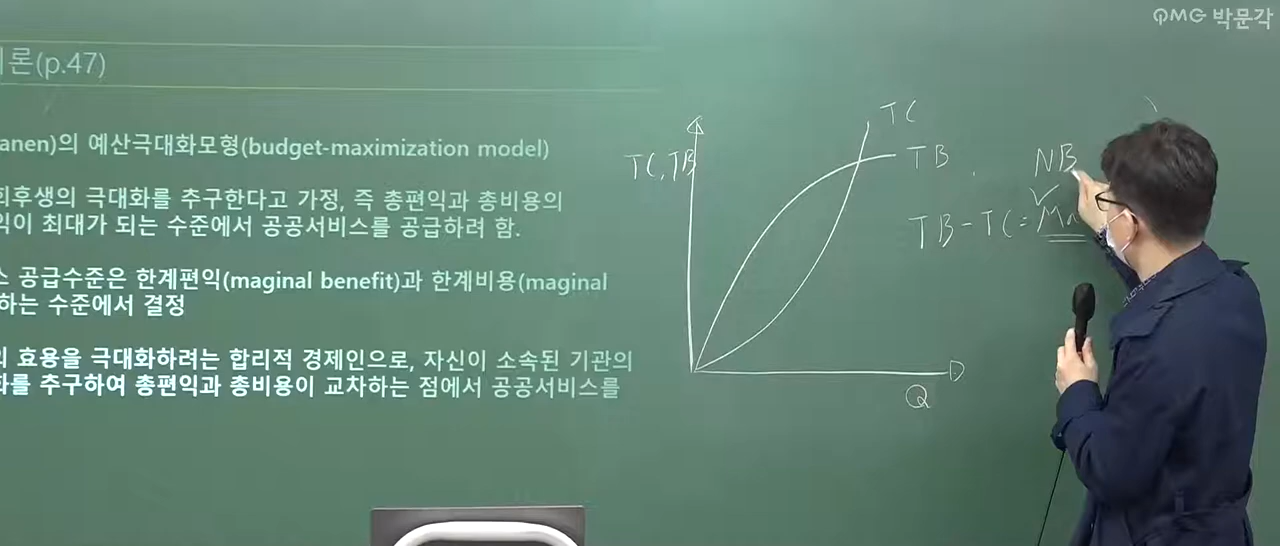 PMG 박문각
론(p.47)
anen)의 예산극대화모형(budget-maximization model)
후생의 극대화를 추구한다고 가정, 즉 총편익과 총비용의
이 최대가 되는 수준에서 공공서비스를 공급하려 함.
공급수준은 한계편익(maginal benefit)과 한계비용(maginal
하는 수준에서 결정
효용을 극대화하려는 합리적 경제인으로, 자신이 소속된 기관의
를 추구하여 총편익과 총비용이 교차하는 점에서 공공서비스를
TC, TB
TC
TB
Q
NB
TB - TC =